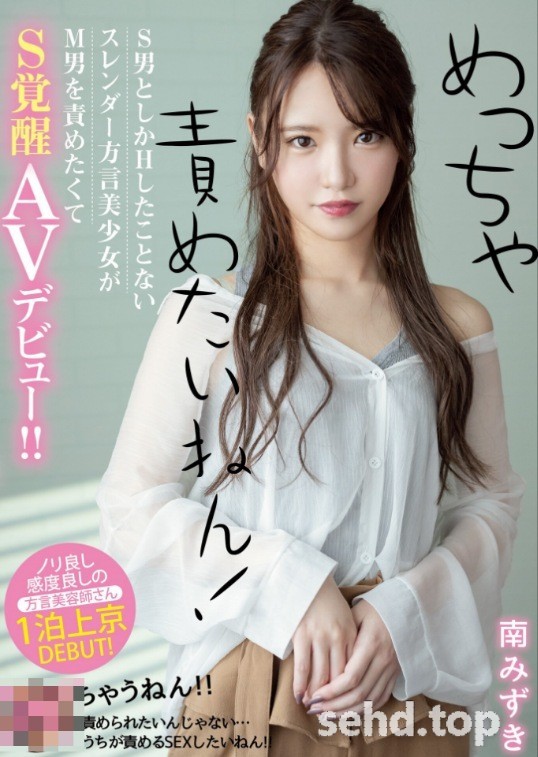 めっちゃ
責めたいねん!
S男としかHしたことない
スレンダー方言美少女が
M男を責めたくて
S覚醒AVデビュー!!
ノリ良し
感度良しの
方言美容師さん
1泊上京
DEBUT!
ちゃうねん!!
責められたいんじゃない…
うちが責めるSEXしたいねん!!
南みずき
sehd.top